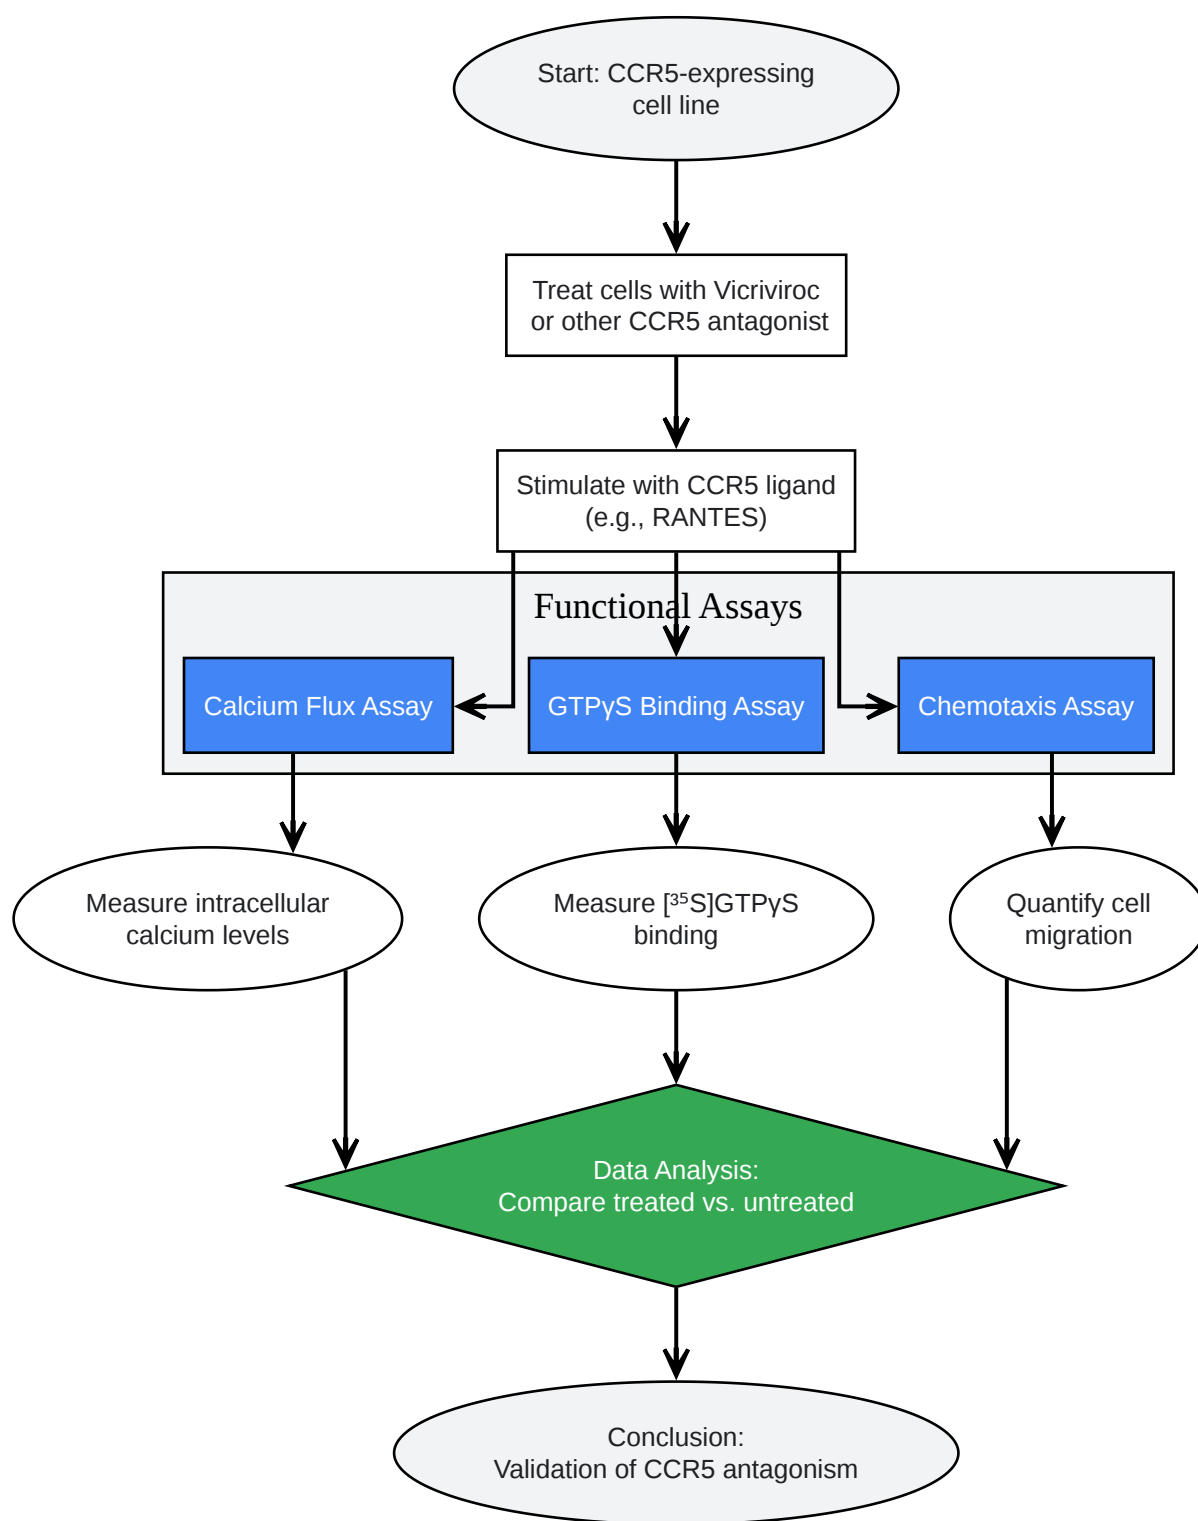 Start: CCR5-expressing
cell line
Treat cells with Vicriviroc
or other CCR5 antagonist
Stimulate with CCR5 ligand
(e.g., RANTES)
Functional Assays
Calcium Flux Assay
GTPγS Binding Assay
Chemotaxis Assay
Measure intracellular
calcium levels
Measure [³⁵S]GTPγS
binding
Quantify cell
migration
Data Analysis:
Compare treated vs. untreated
Conclusion:
Validation of CCR5 antagonism